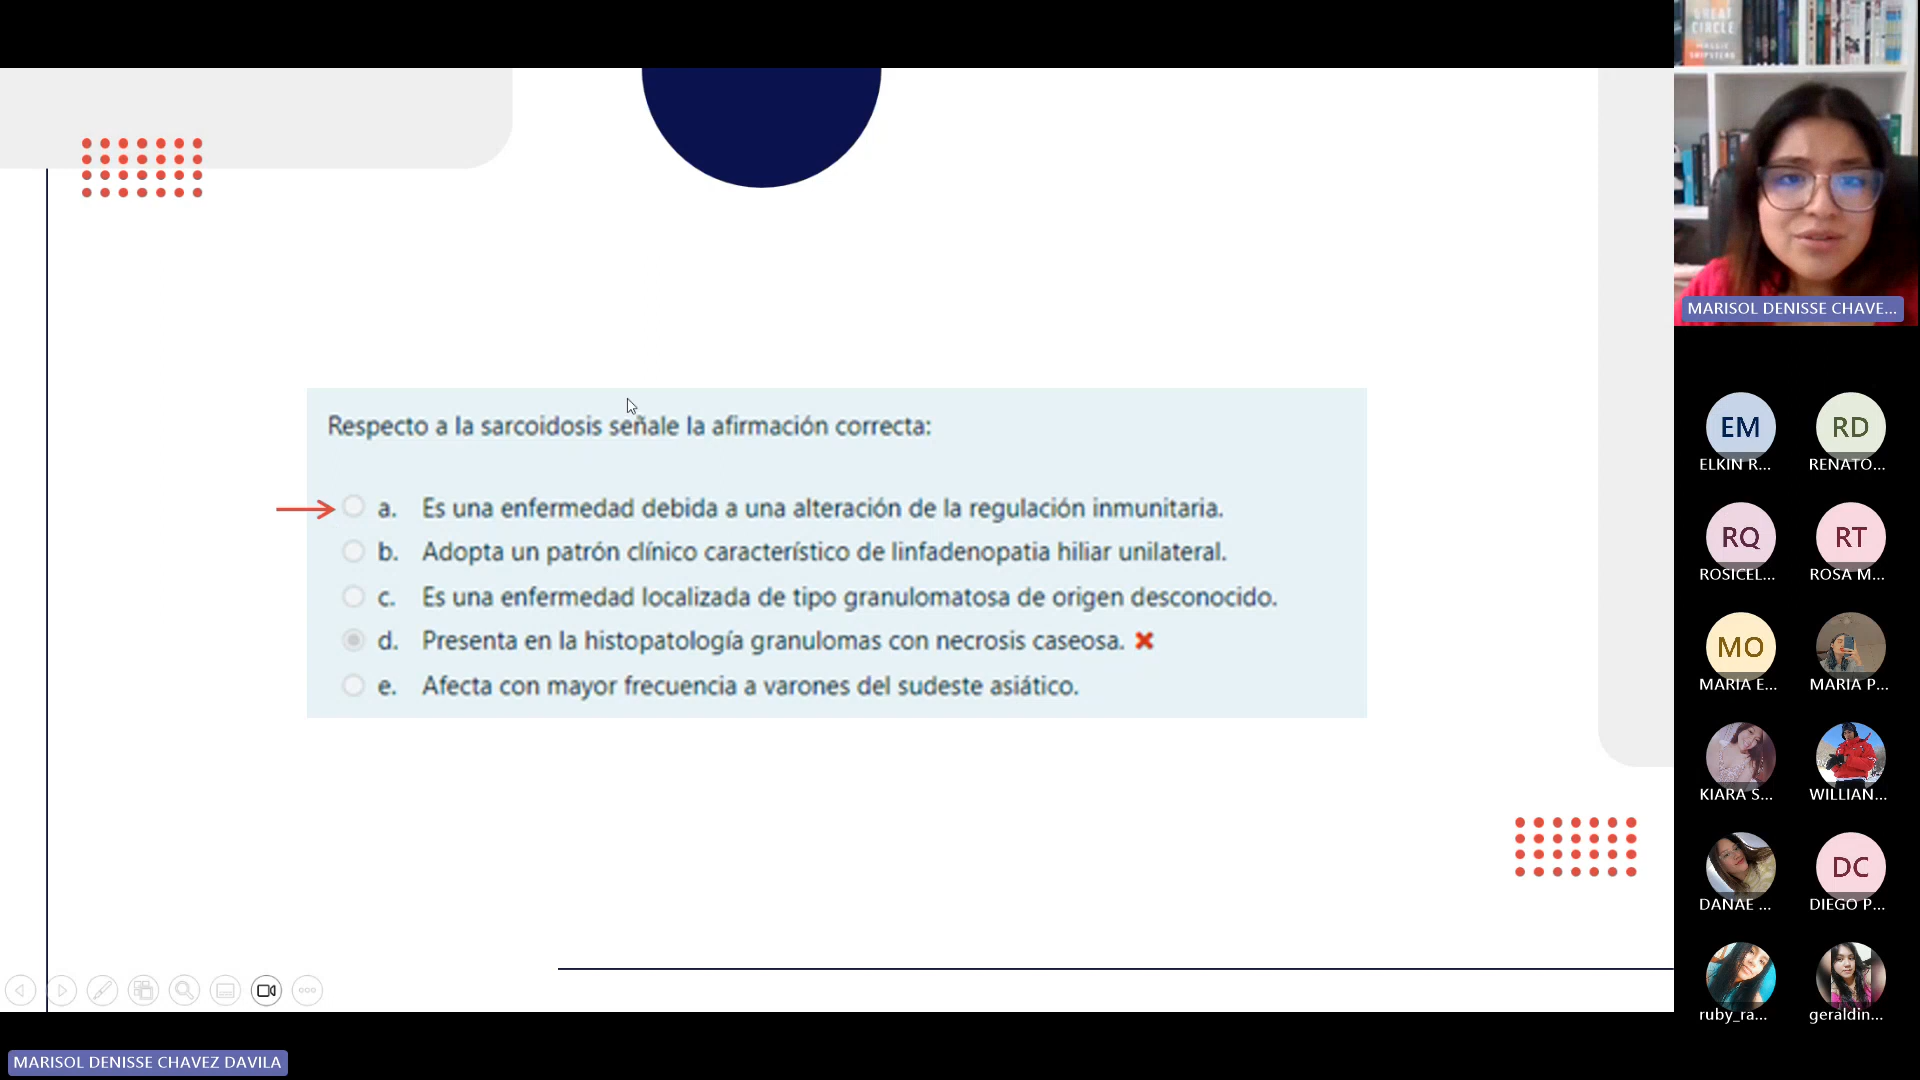 GREAT
CIRCLE
MAGGIE
SHIPSTEAD
MARISOL DENISSE CHAVE...
Respecto a la sarcoidosis señale la afirmación correcta:
a. Es una enfermedad debida a una alteración de la regulación inmunitaria.
b. Adopta un patrón clínico característico de linfadenopatia hiliar unilateral.
c. Es una enfermedad localizada de tipo granulomatosa de origen desconocido.
d. Presenta en la histopatología granulomas con necrosis caseosa.
e. Afecta con mayor frecuencia a varones del sudeste asiático.
EM RD
ELKIN R... RENATO...
RQ RT
ROSICEL... ROSA M...
MO
MARIA E... MARIA P...
KIARA S... WILLIAN...
DC
DANAE ... DIEGO P...
ruby_ra... geraldin...
MARISOL DENISSE CHAVEZ DAVILA